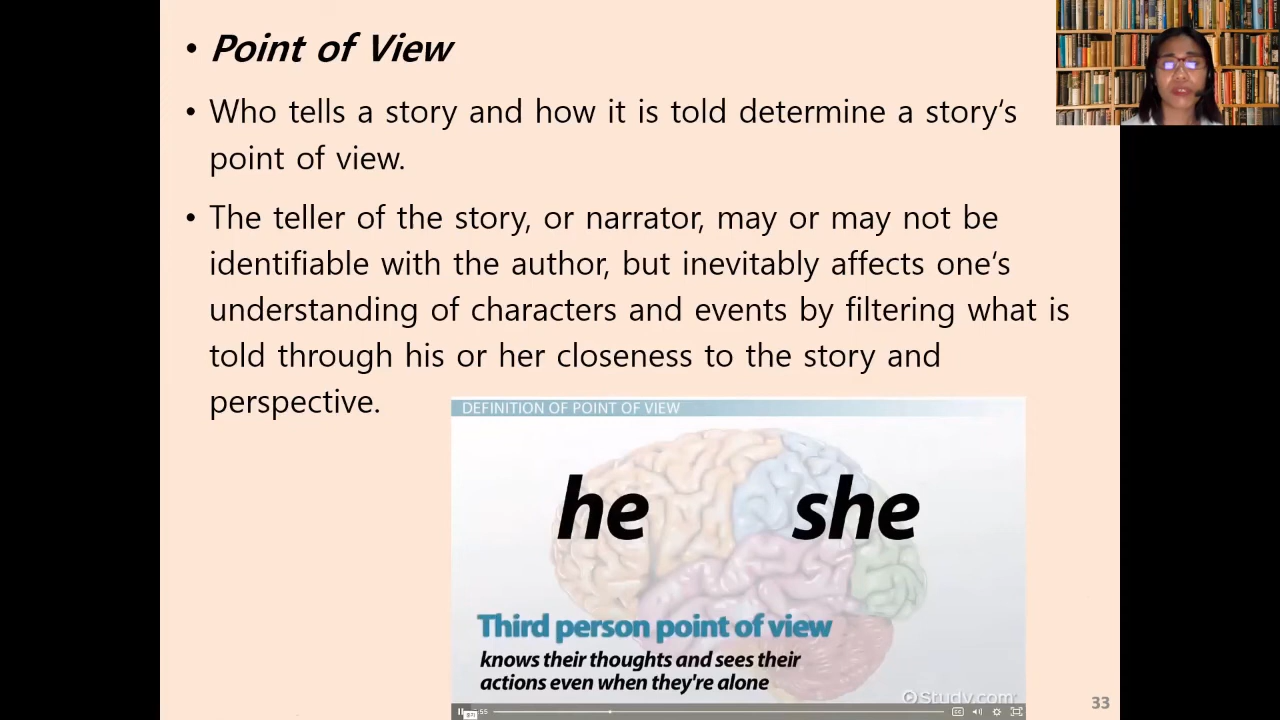 • Point of View
• Who tells a story and how it is told determine a story‘s
point of view.
• The teller of the story, or narrator, may or may not be
identifiable with the author, but inevitably affects one‘s
understanding of characters and events by filtering what is
told through his or her closeness to the story and
perspective.
DEFINITION OF POINT OF VIEW
he she
Third person point of view
knows their thoughts and sees their
actions even when they're alone
©Study.com
33